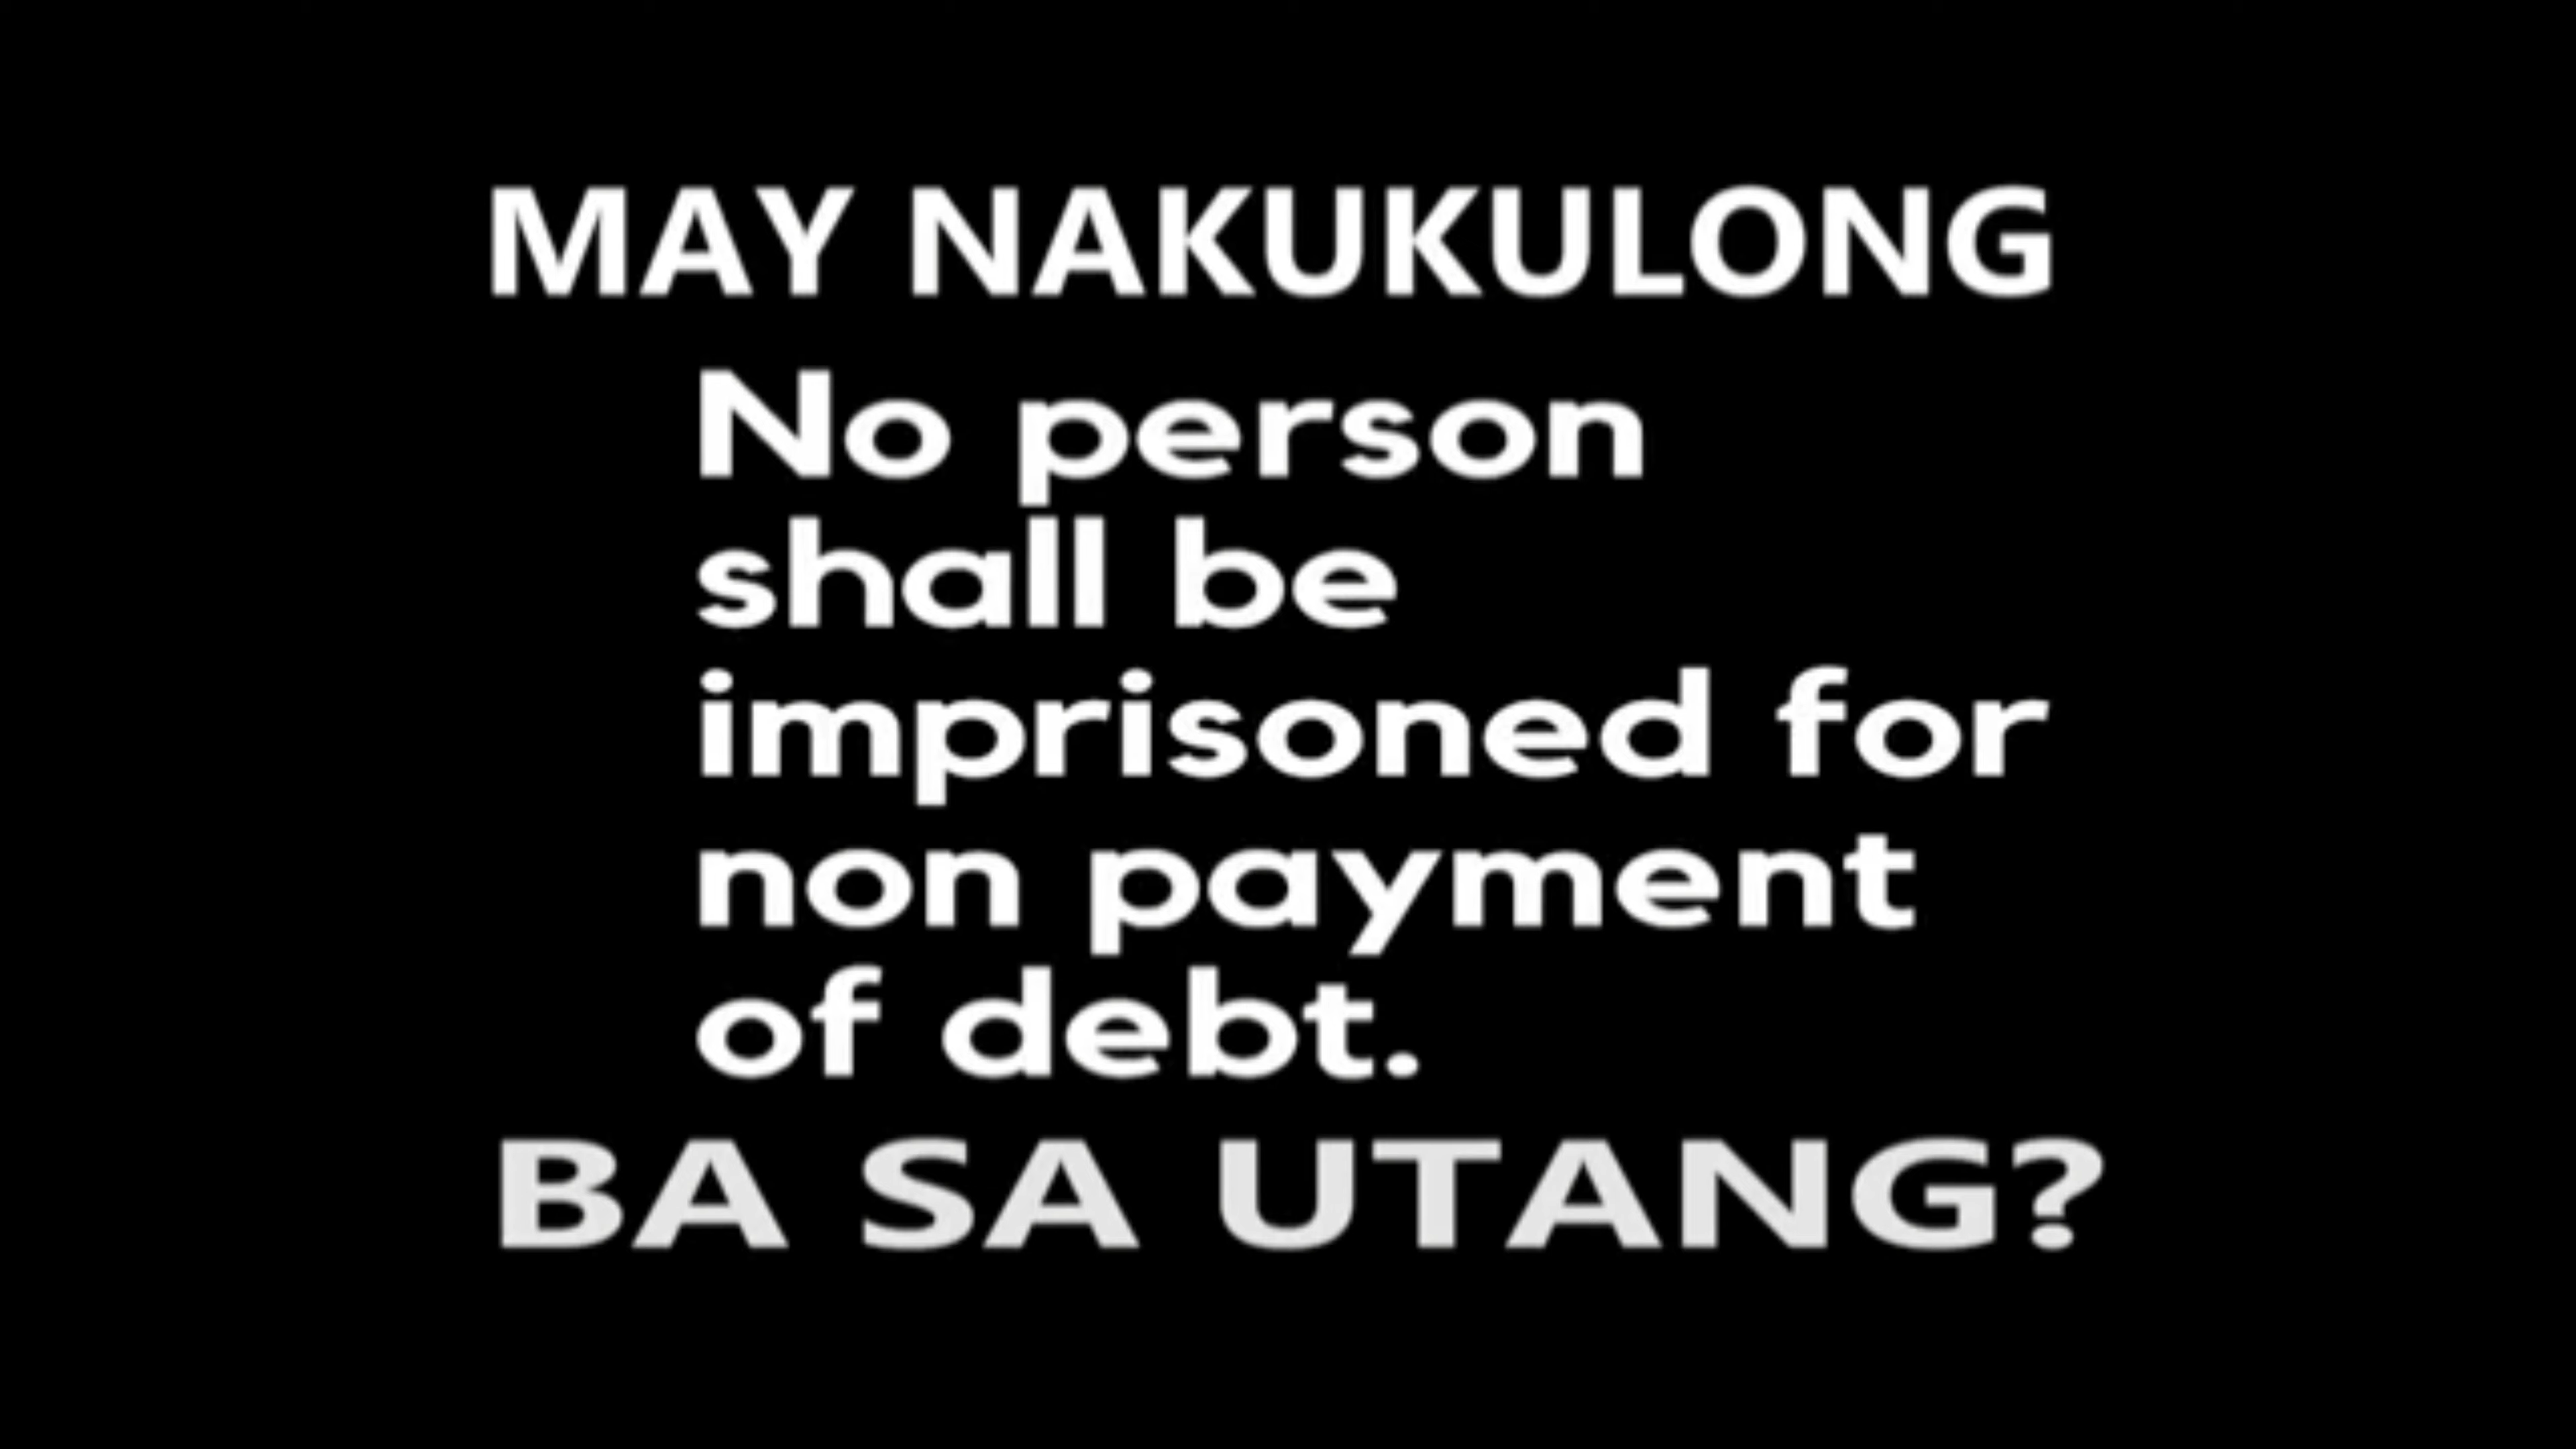 MAY NAKUKULONG
No person
shall be
imprisoned for
non payment
of debt.
BA SA UTANG?